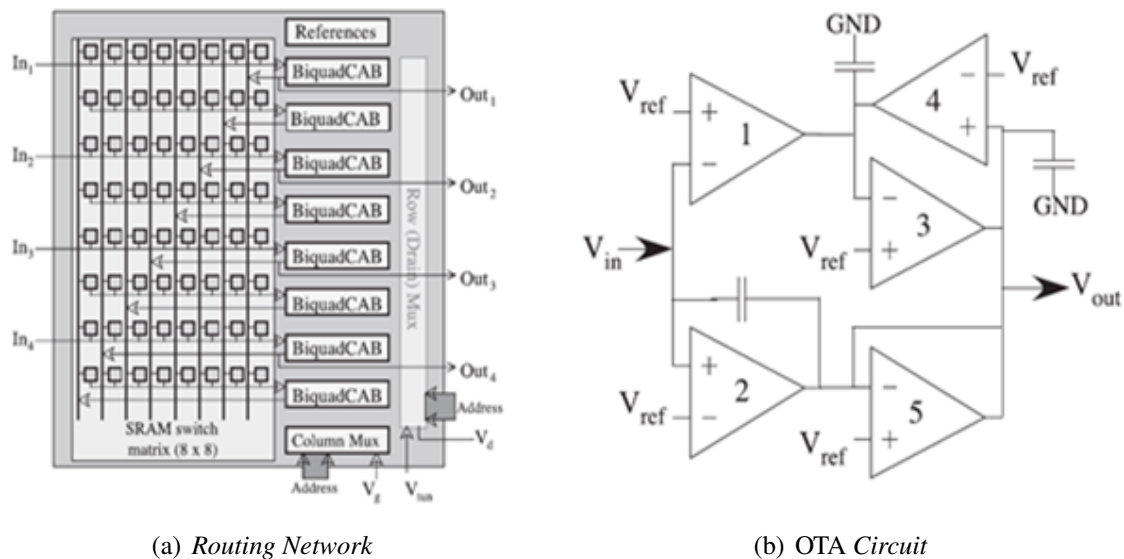 References
In1
BiquadCAB
Out1
BiquadCAB
In2
BiquadCAB
Out2
BiquadCAB
In3
BiquadCAB
Out3
BiquadCAB
In4
BiquadCAB
Out4
BiquadCAB
Row (Drain) Mux
SRAM switch
matrix (8 x 8)
Column Mux
Address
Vd
Address
Vg
Vtun
(a) Routing Network
GND
Vref
+
1
−
−
Vref
4
+
GND
−
3
Vref
+
Vin
Vout
+
2
Vref
−
−
5
Vref
+
(b) OTA Circuit